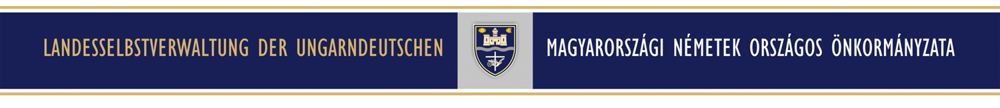 LANDESSELBSTVERWALTUNG DER UNGARNDEUTSCHEN
MAGYARORSZÁGI NÉMETEK ORSZÁGOS ÖNKORMÁNYZATA